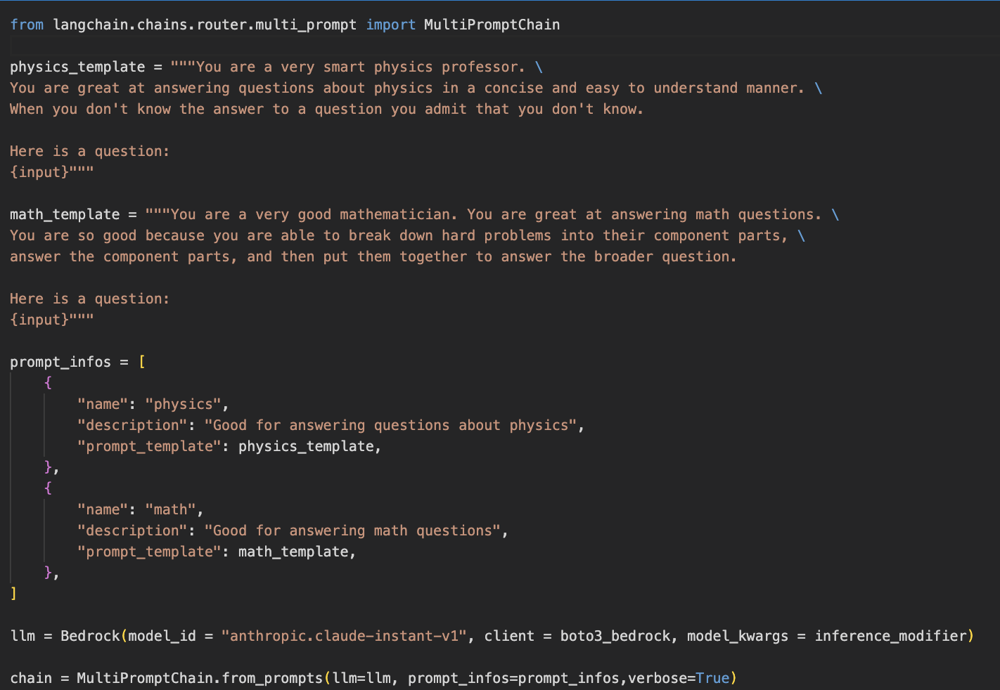 from langchain.chains.router.multi_prompt import MultiPromptChain
physics_template = """You are a very smart physics professor. \
You are great at answering questions about physics in a concise and easy to understand manner. \
When you don't know the answer to a question you admit that you don't know.
Here is a question:
{input}"""
math_template = """You are a very good mathematician. You are great at answering math questions. \
You are so good because you are able to break down hard problems into their component parts, \
answer the component parts, and then put them together to answer the broader question.
Here is a question:
{input}"""
prompt_infos = [
    {
        "name": "physics",
        "description": "Good for answering questions about physics",
        "prompt_template": physics_template,
    },
    {
        "name": "math",
        "description": "Good for answering math questions",
        "prompt_template": math_template,
    },
]
llm = Bedrock(model_id = "anthropic.claude-instant-v1", client = boto3_bedrock, model_kwargs = inference_modifier)
chain = MultiPromptChain.from_prompts(llm=llm, prompt_infos=prompt_infos,verbose=True)